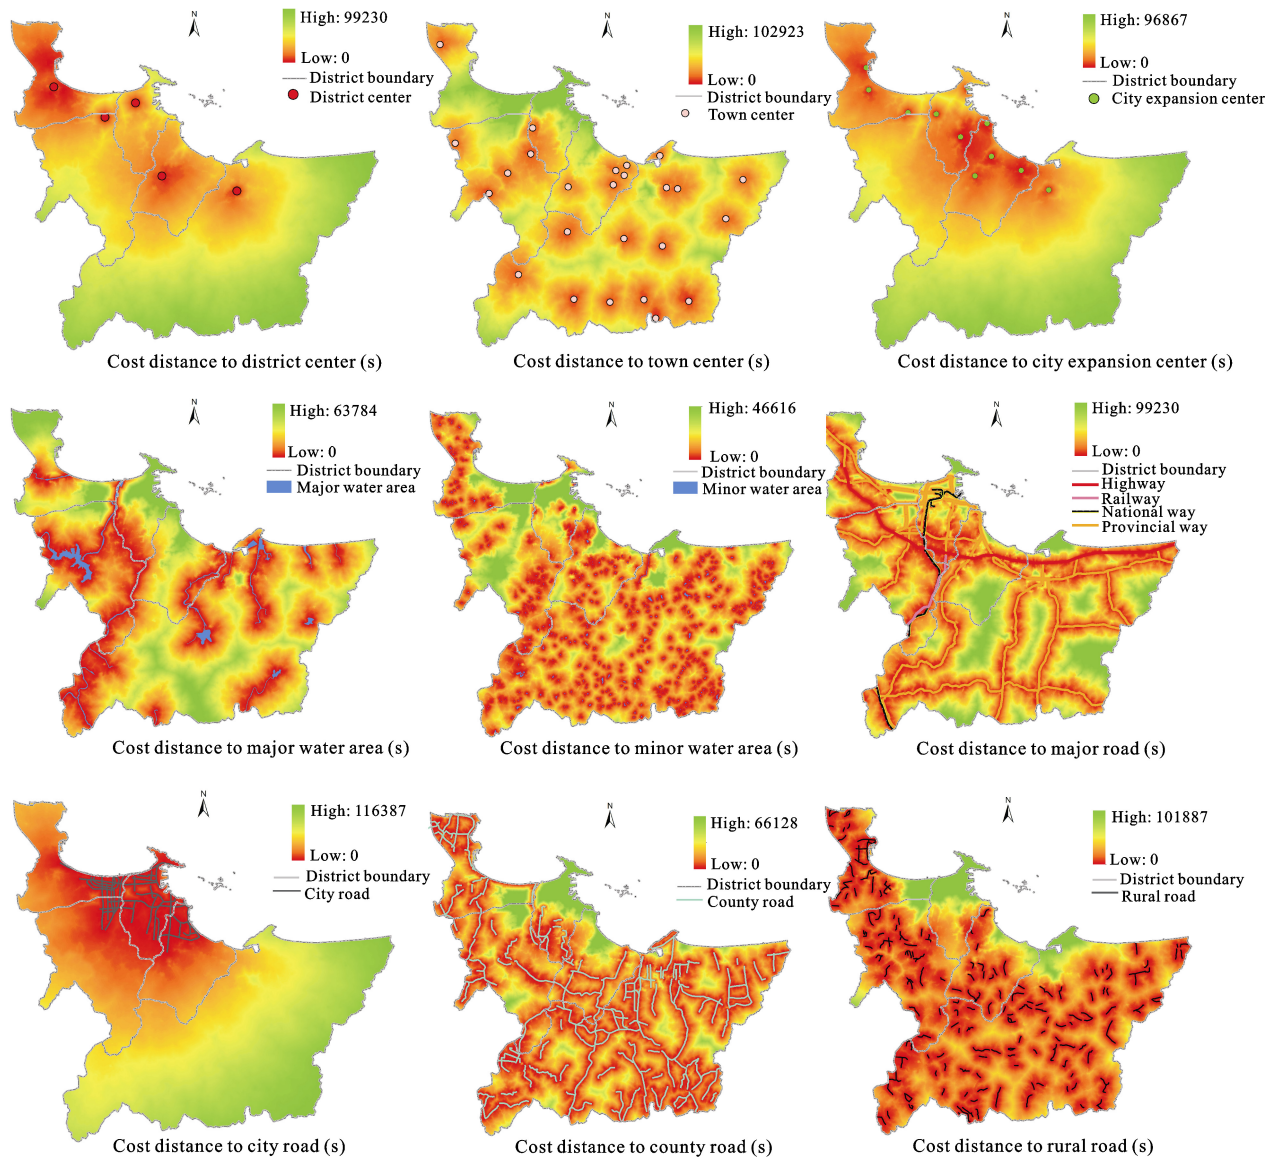 N
High: 99230
Low: 0
District boundary
District center
Cost distance to district center (s)
N
High: 102923
Low: 0
District boundary
Town center
Cost distance to town center (s)
N
High: 96867
Low: 0
District boundary
City expansion center
Cost distance to city expansion center (s)
N
High: 63784
Low: 0
District boundary
Major water area
Cost distance to major water area (s)
N
High: 46616
Low: 0
District boundary
Minor water area
Cost distance to minor water area (s)
N
High: 99230
Low: 0
District boundary
Highway
Railway
National way
Provincial way
Cost distance to major road (s)
N
High: 116387
Low: 0
District boundary
City road
Cost distance to city road (s)
N
High: 66128
Low: 0
District boundary
County road
Cost distance to county road (s)
N
High: 101887
Low: 0
District boundary
Rural road
Cost distance to rural road (s)